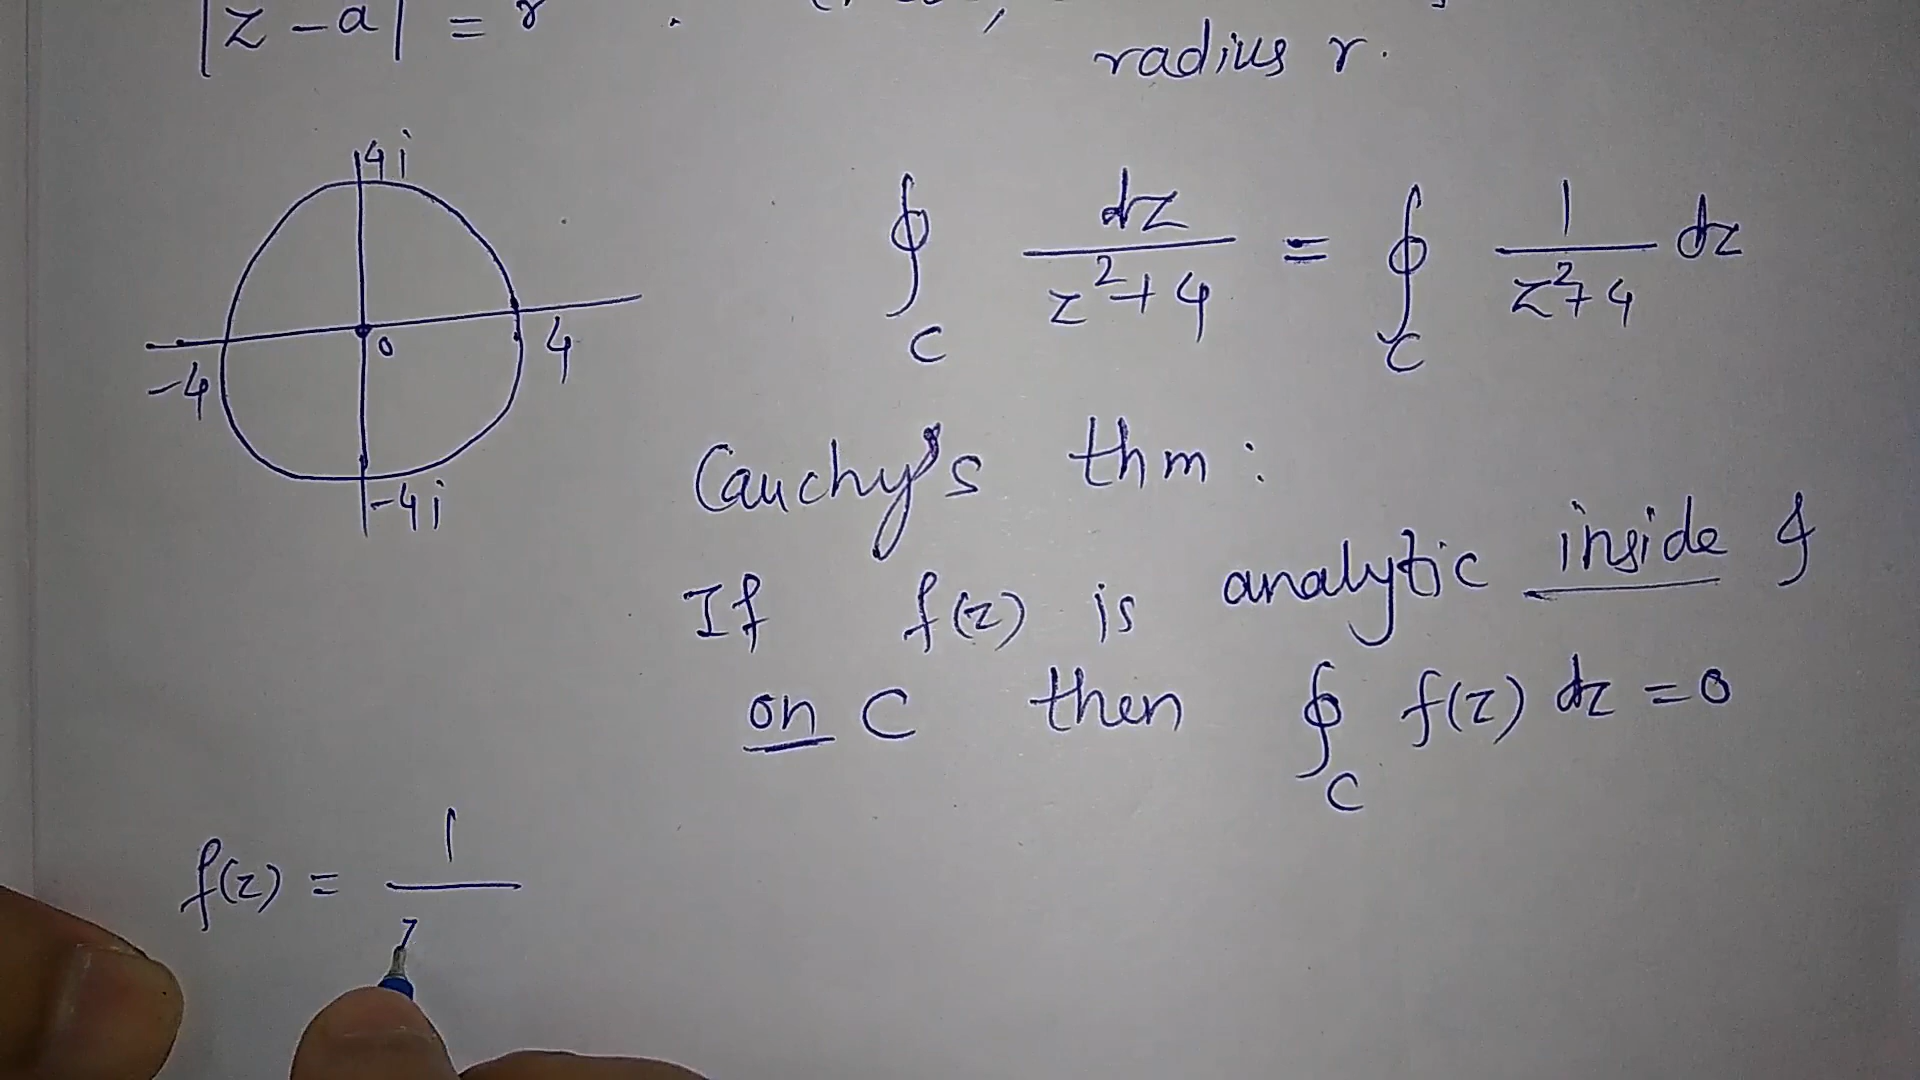 |z - a| = r .
radius r.
4i
-4 0 4
-4i
∮_C dz / (z² + 4) = ∮_C 1 / (z² + 4) dz
Cauchy's thm :
If f(z) is analytic inside &
on C then ∮_C f(z) dz = 0
f(z) = 1 / z